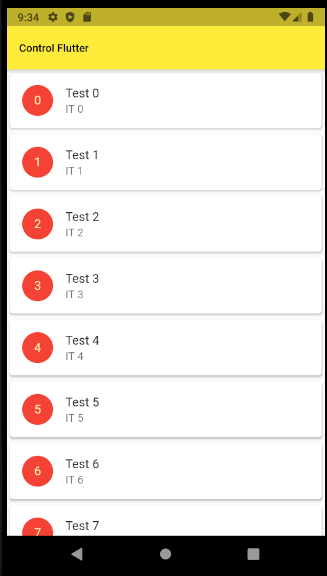 9:34
Control Flutter
0
Test 0
IT 0
1
Test 1
IT 1
2
Test 2
IT 2
3
Test 3
IT 3
4
Test 4
IT 4
5
Test 5
IT 5
6
Test 6
IT 6
7
Test 7